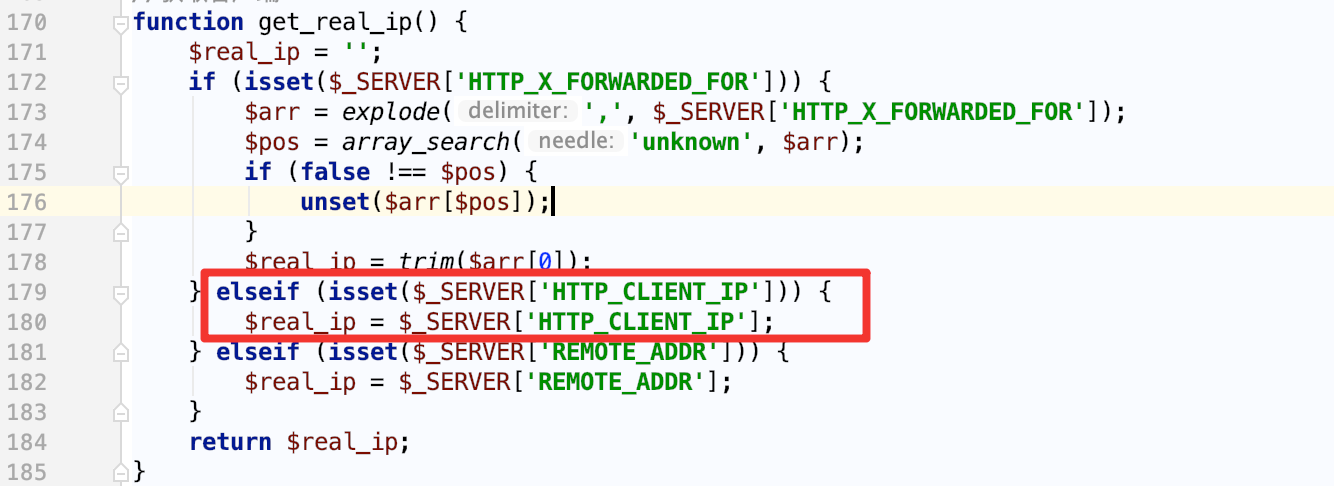 170 function get_real_ip() {
171 $real_ip = '';
172 if (isset($_SERVER['HTTP_X_FORWARDED_FOR'])) {
173 $arr = explode( delimiter: ',', $_SERVER['HTTP_X_FORWARDED_FOR']);
174 $pos = array_search( needle: 'unknown', $arr);
175 if (false !== $pos) {
176 unset($arr[$pos]);
177 }
178 $real_ip = trim($arr[0]);
179 } elseif (isset($_SERVER['HTTP_CLIENT_IP'])) {
180 $real_ip = $_SERVER['HTTP_CLIENT_IP'];
181 } elseif (isset($_SERVER['REMOTE_ADDR'])) {
182 $real_ip = $_SERVER['REMOTE_ADDR'];
183 }
184 return $real_ip;
185 }